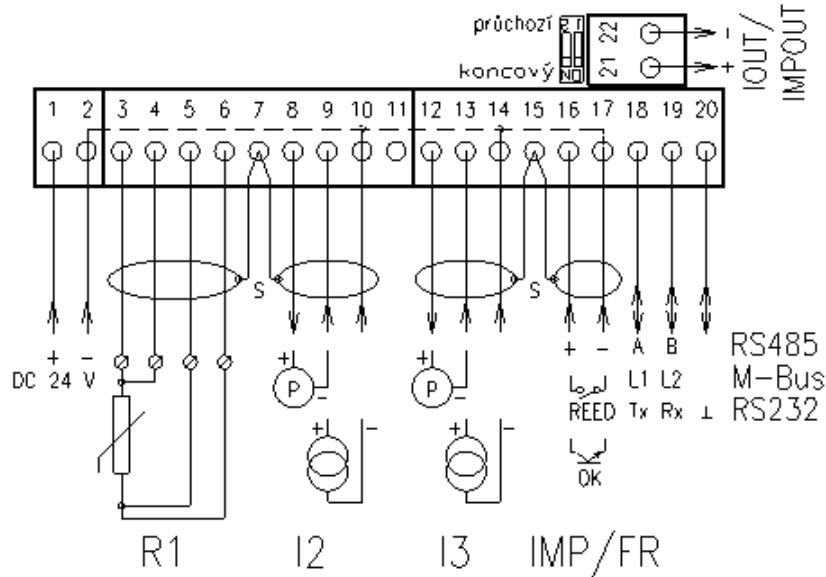 průchozí
R T
22
-
koncový
NO
21
+
IOUT/
IMPOUT
1 2 3 4 5 6 7 8 9 10 11 12 13 14 15 16 17 18 19 20
S S
+ -
DC 24 V
+ P -
+ -
+ P -
+ -
+ - A B RS485
L1 L2 M-Bus
REED Tx Rx ⊥ RS232
OK
R1 I2 I3 IMP/FR